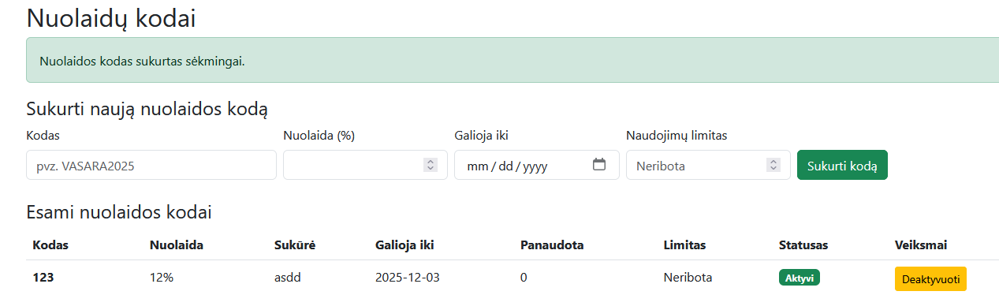 Nuolaidų kodai
Nuolaidos kodas sukurtas sėkmingai.
Sukurti naują nuolaidos kodą
Kodas Nuolaida (%) Galioja iki Naudojimų limitas
pvz. VASARA2025 mm / dd / yyyy Neribota Sukurti kodą
Esami nuolaidos kodai
Kodas Nuolaida Sukūrė Galioja iki Panaudota Limitas Statusas Veiksmai
123 12% asdd 2025-12-03 0 Neribota Aktyvi Deaktyvuoti